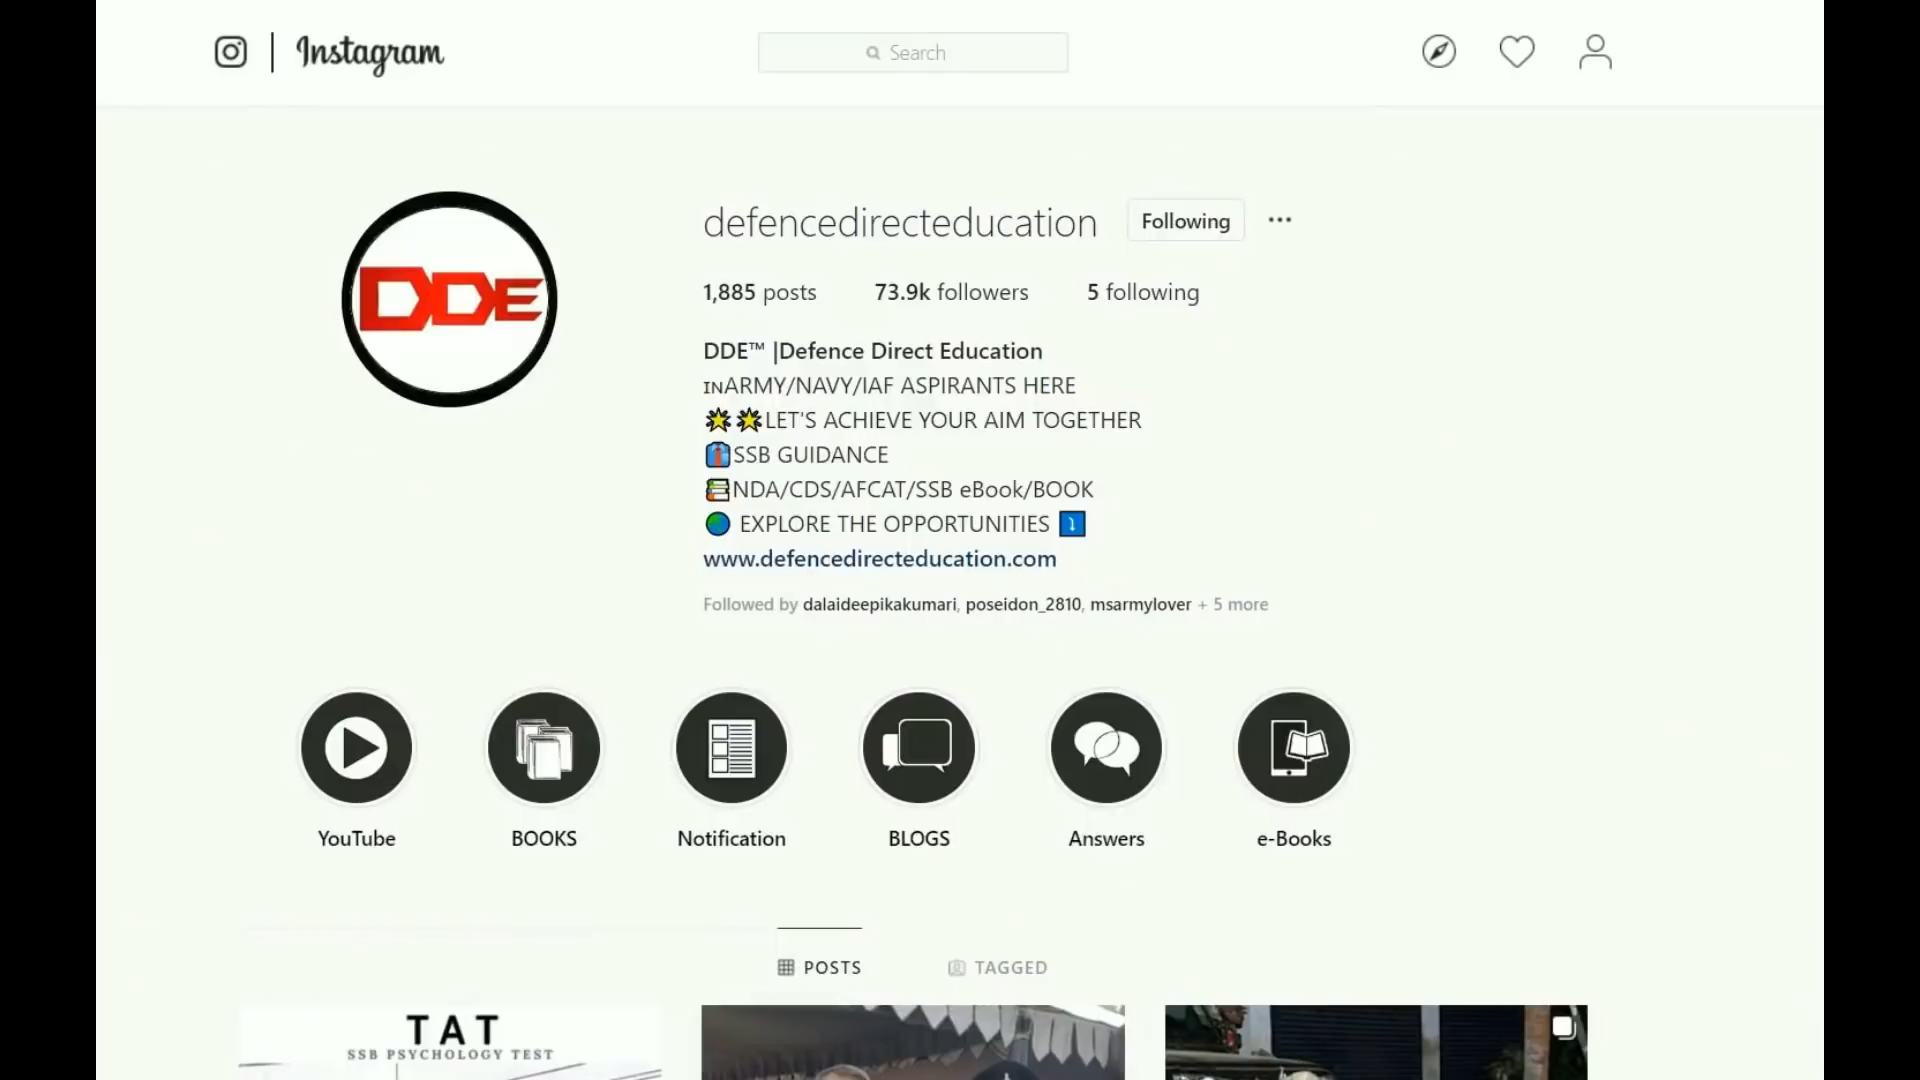 Instagram
Search
defencedirecteducation Following
1,885 posts 73.9k followers 5 following
DDE
DDE™ |Defence Direct Education
ɪɴARMY/NAVY/IAF ASPIRANTS HERE
🌟🌟LET'S ACHIEVE YOUR AIM TOGETHER
👔SSB GUIDANCE
📚NDA/CDS/AFCAT/SSB eBook/BOOK
🌍 EXPLORE THE OPPORTUNITIES ⤵️
www.defencedirecteducation.com
Followed by dalaideepikakumari, poseidon_2810, msarmylover + 5 more
YouTube BOOKS Notification BLOGS Answers e-Books
POSTS TAGGED
TAT
SSB PSYCHOLOGY TEST